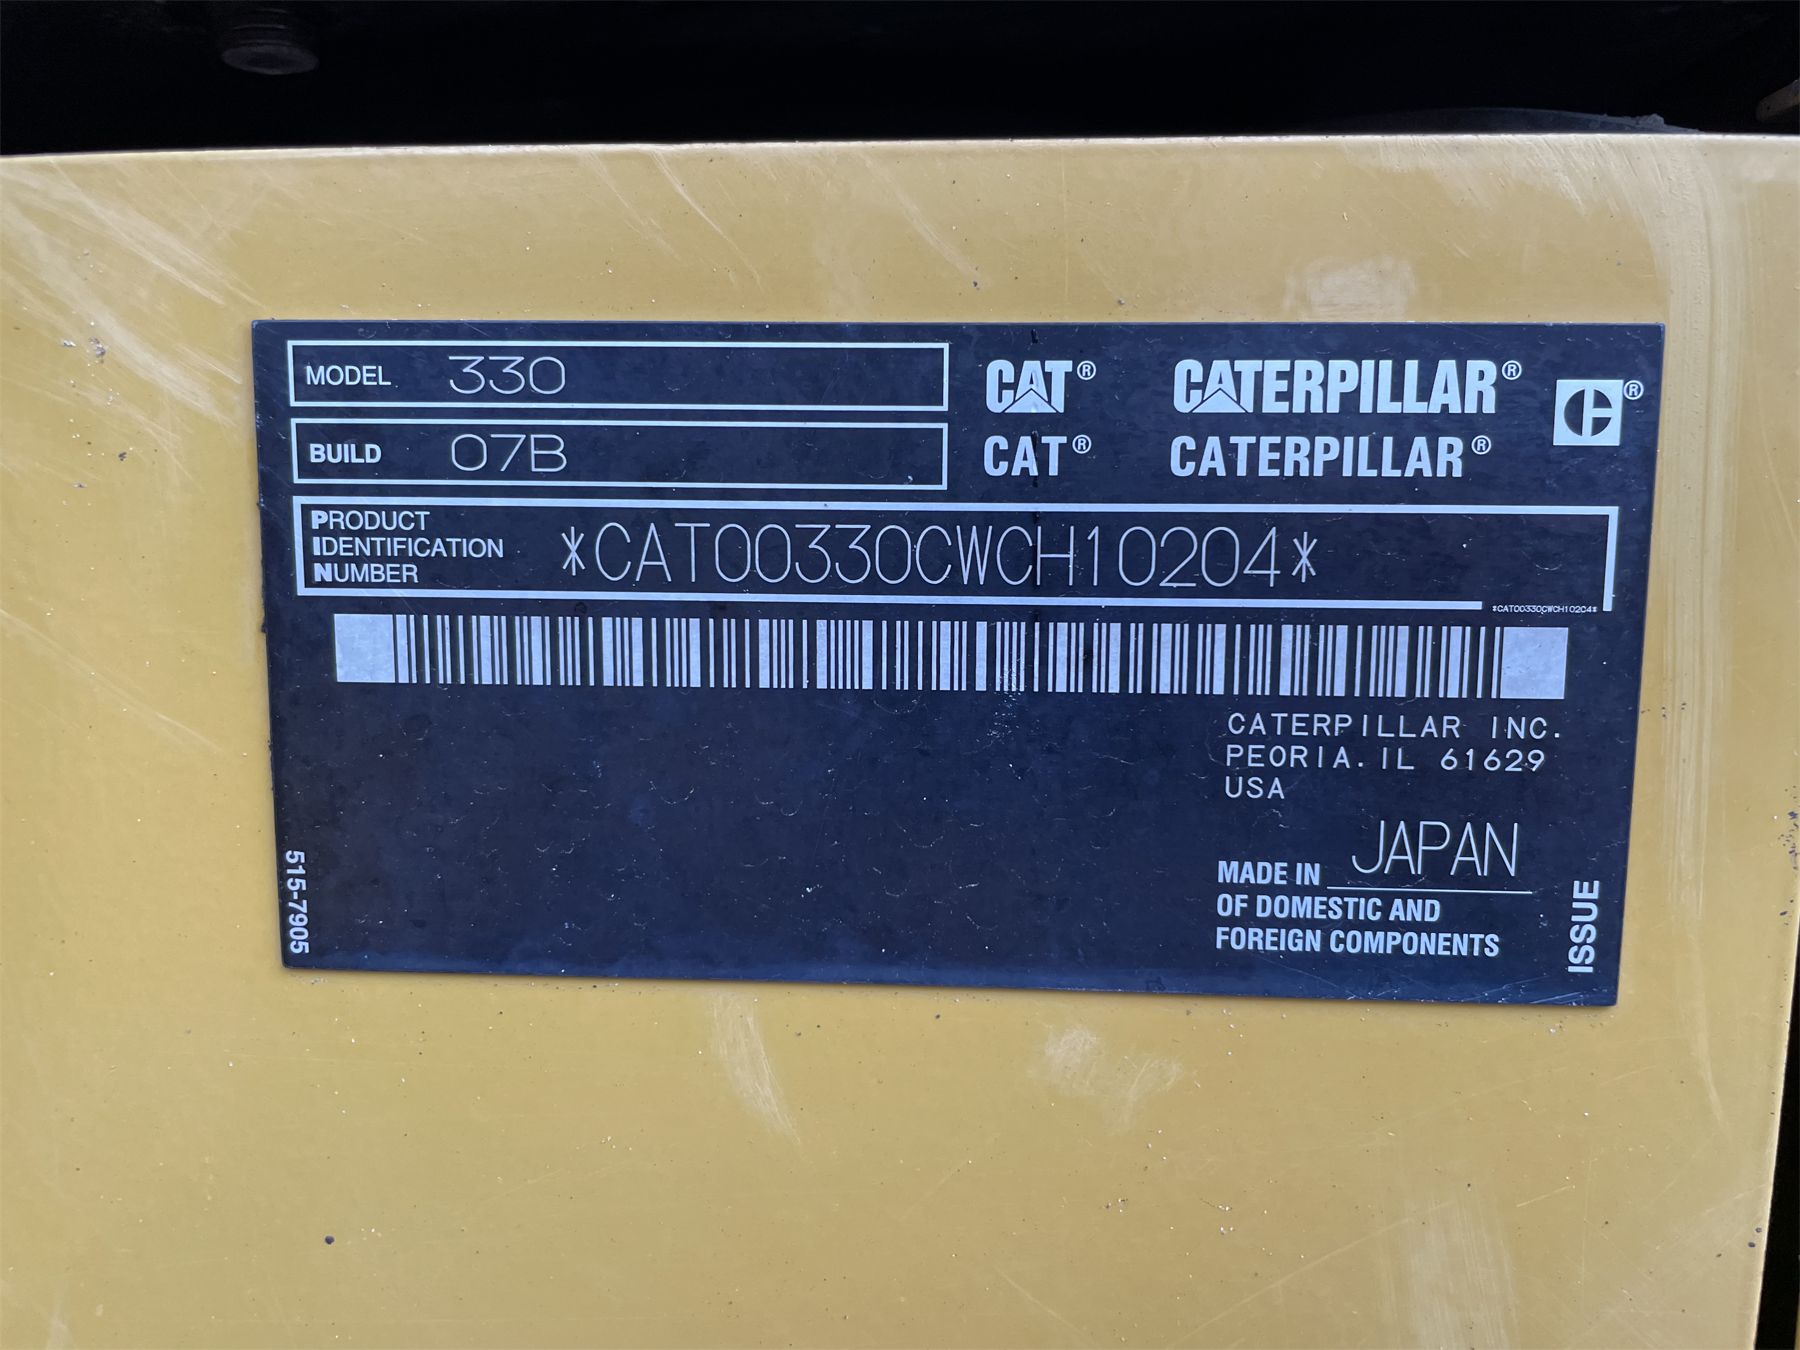 MODEL 330
BUILD 07B
CAT® CATERPILLAR® ®
CAT® CATERPILLAR®
PRODUCT
IDENTIFICATION
NUMBER
*CAT00330CWCH10204*
*CAT00330CWCH10204*
CATERPILLAR INC.
PEORIA. IL 61629
USA
MADE IN JAPAN
OF DOMESTIC AND
FOREIGN COMPONENTS
515-7905
ISSUE